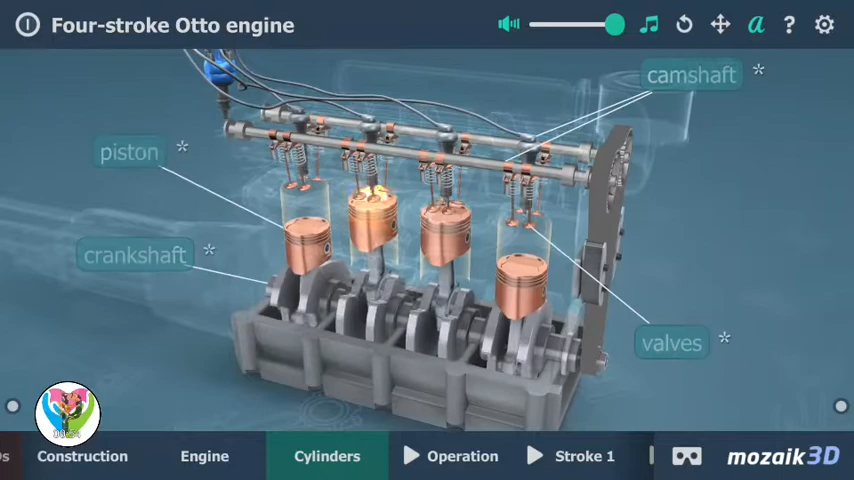 Four-stroke Otto engine
a
?
camshaft *
piston *
crankshaft *
valves *
Construction
Engine
Cylinders
Operation
Stroke 1
mozaik3D